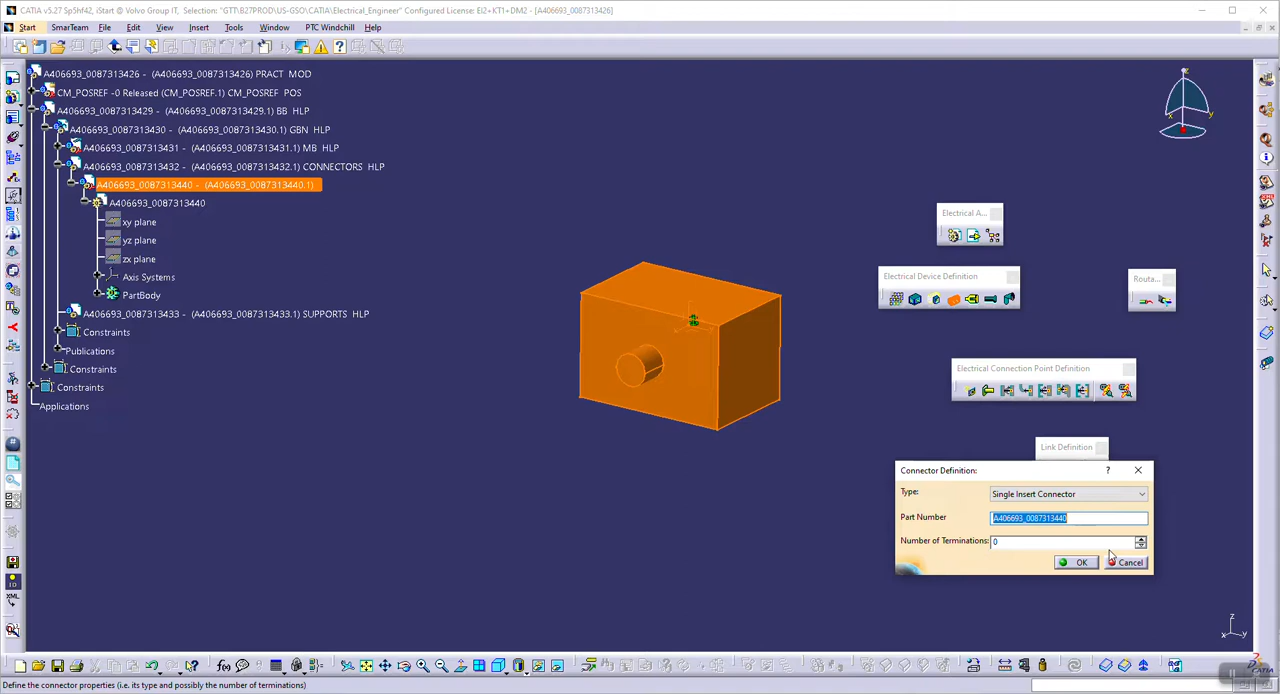 CATIA v5.27 Sp5hf42, iStart @ Volvo Group IT, Selection: "GTT\B27PROD\US-GSO\CATIA\Electrical_Engineer" Configured License: EI2+KT1+DM2 - [A406693_0087313426]
Start SmarTeam File Edit View Insert Tools Window PTC Windchill Help
A406693_0087313426 - (A406693_0087313426) PRACT MOD
CM_POSREF -0 Released (CM_POSREF.1) CM_POSREF POS
A406693_0087313429 - (A406693_0087313429.1) BB HLP
A406693_0087313430 - (A406693_0087313430.1) GBN HLP
A406693_0087313431 - (A406693_0087313431.1) MB HLP
A406693_0087313432 - (A406693_0087313432.1) CONNECTORS HLP
A406693_0087313440 - (A406693_0087313440.1)
A406693_0087313440
xy plane
yz plane
zx plane
Axis Systems
PartBody
A406693_0087313433 - (A406693_0087313433.1) SUPPORTS HLP
Constraints
Publications
Constraints
Constraints
Applications
Electrical A...
Electrical Device Definition
Routa...
Electrical Connection Point Definition
Link Definition
Connector Definition: ?
Type: Single Insert Connector
Part Number A406693_0087313440
Number of Terminations: 0
OK Cancel
z
x y
XML
f(x)
Define the connector properties (i.e. its type and possibly the number of terminations)